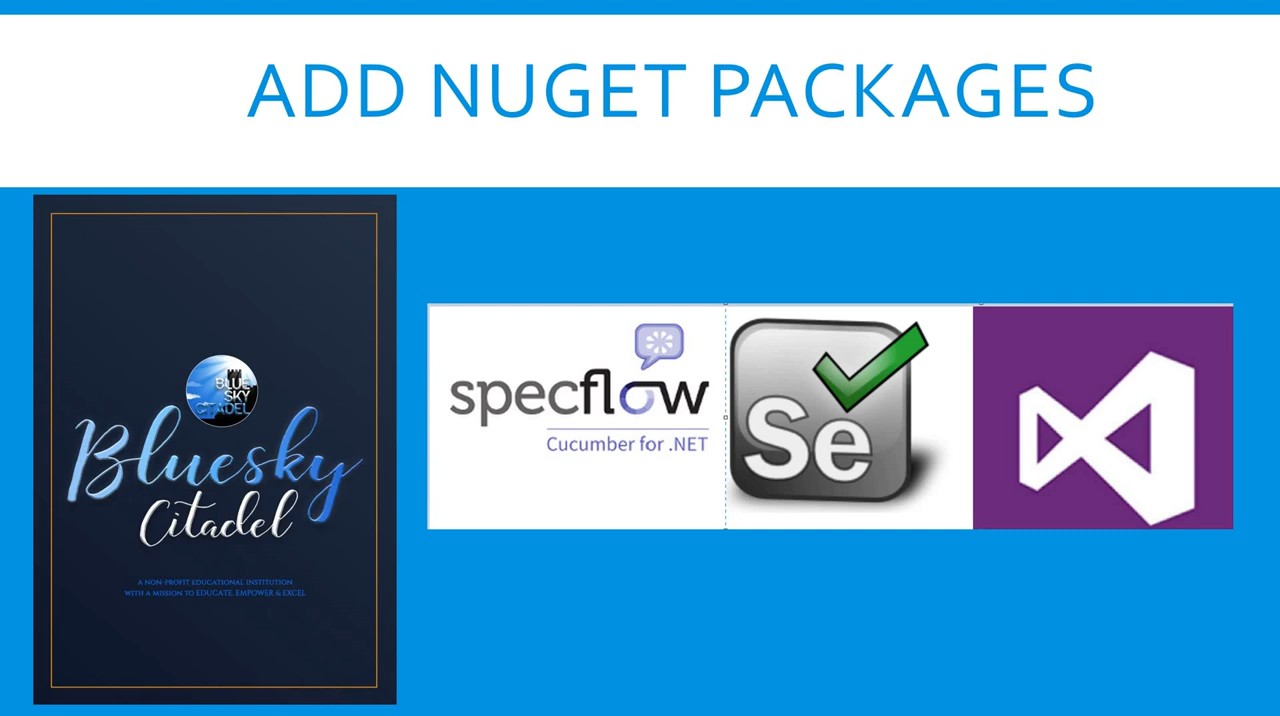 ADD NUGET PACKAGES
BLUE
SKY
CITADEL
Bluesky
Citadel
A NON-PROFIT EDUCATIONAL INSTITUTION
WITH A MISSION TO EDUCATE, EMPOWER & EXCEL
specflow
Cucumber for .NET
Se